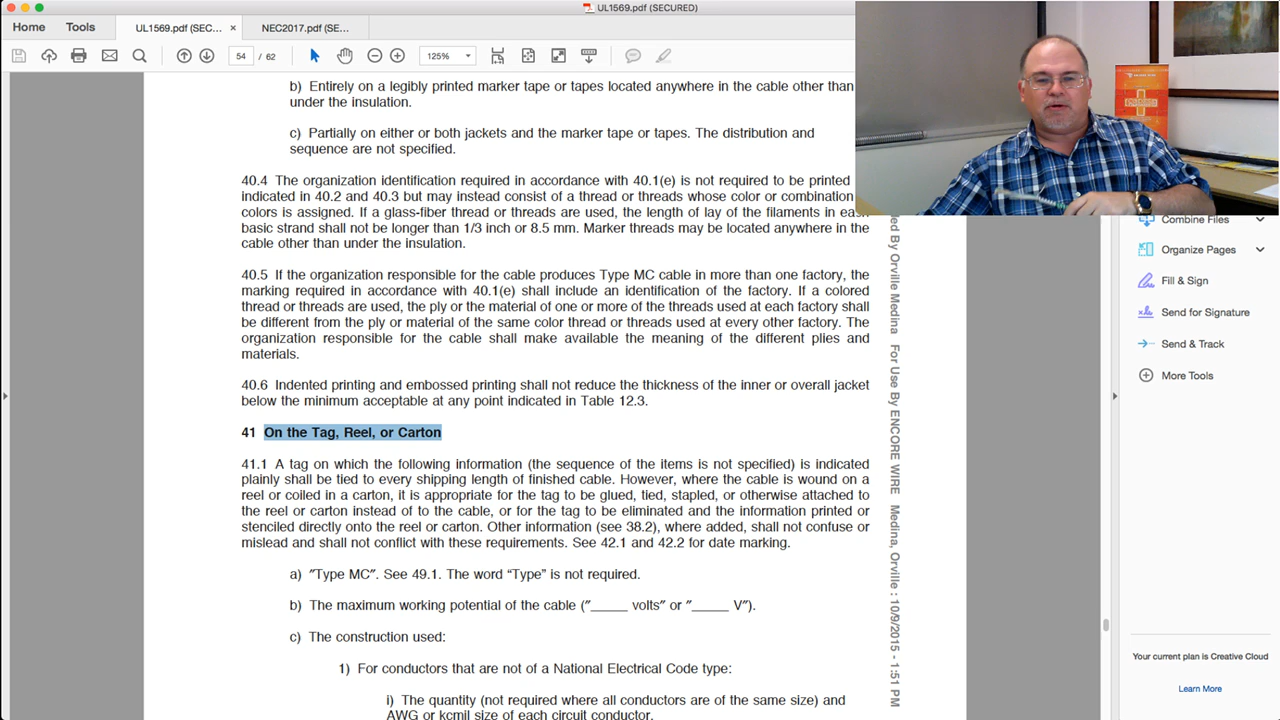 UL1569.pdf (SECURED)
Home
Tools
UL1569.pdf (SEC...
×
NEC2017.pdf (SE...
54
/ 62
125%
b) Entirely on a legibly printed marker tape or tapes located anywhere in the cable other than
under the insulation.
c) Partially on either or both jackets and the marker tape or tapes. The distribution and
sequence are not specified.
40.4 The organization identification required in accordance with 40.1(e) is not required to be printed
indicated in 40.2 and 40.3 but may instead consist of a thread or threads whose color or combination
colors is assigned. If a glass-fiber thread or threads are used, the length of lay of the filaments in each
basic strand shall not be longer than 1/3 inch or 8.5 mm. Marker threads may be located anywhere in the
cable other than under the insulation.
40.5 If the organization responsible for the cable produces Type MC cable in more than one factory, the
marking required in accordance with 40.1(e) shall include an identification of the factory. If a colored
thread or threads are used, the ply or the material of one or more of the threads used at each factory shall
be different from the ply or material of the same color thread or threads used at every other factory. The
organization responsible for the cable shall make available the meaning of the different plies and
materials.
40.6 Indented printing and embossed printing shall not reduce the thickness of the inner or overall jacket
below the minimum acceptable at any point indicated in Table 12.3.
41 On the Tag, Reel, or Carton
41.1 A tag on which the following information (the sequence of the items is not specified) is indicated
plainly shall be tied to every shipping length of finished cable. However, where the cable is wound on a
reel or coiled in a carton, it is appropriate for the tag to be glued, tied, stapled, or otherwise attached to
the reel or carton instead of to the cable, or for the tag to be eliminated and the information printed or
stenciled directly onto the reel or carton. Other information (see 38.2), where added, shall not confuse or
mislead and shall not conflict with these requirements. See 42.1 and 42.2 for date marking.
a) "Type MC". See 49.1. The word “Type” is not required.
b) The maximum working potential of the cable ("_____ volts" or "_____ V").
c) The construction used:
1) For conductors that are not of a National Electrical Code type:
i) The quantity (not required where all conductors are of the same size) and
AWG or kcmil size of each circuit conductor.
ed By Orville Medina For Use By ENCORE WIRE Medina, Orville : 10/9/2015 - 1:51 PM
Combine Files
Organize Pages
Fill & Sign
Send for Signature
Send & Track
More Tools
Your current plan is Creative Cloud
Learn More